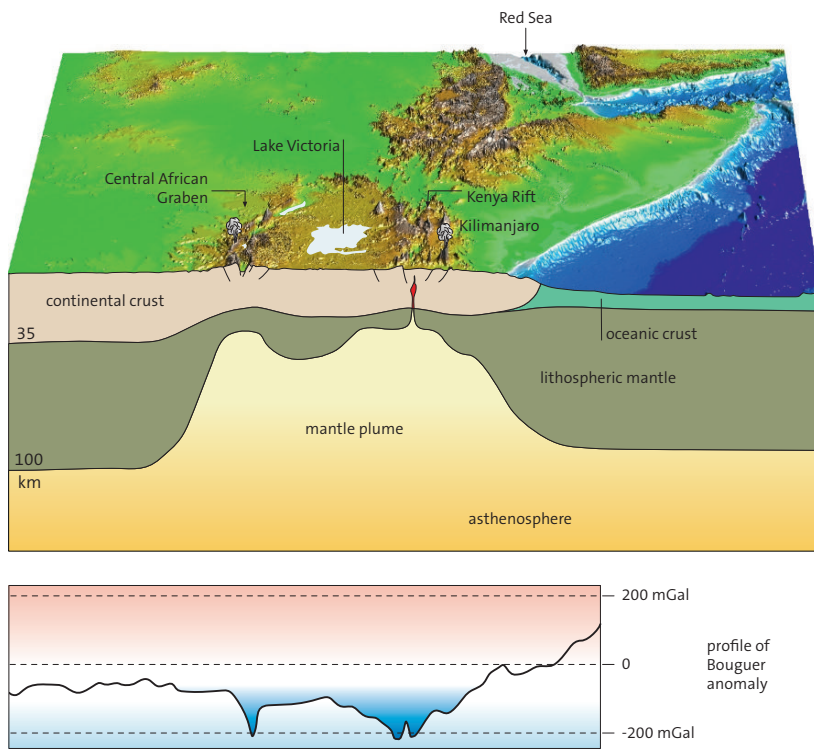 Red Sea
Lake Victoria
Central African
Graben
Kenya Rift
Kilimanjaro
continental crust
35
oceanic crust
lithospheric mantle
mantle plume
100
km
asthenosphere
200 mGal
0
profile of
Bouguer
anomaly
-200 mGal